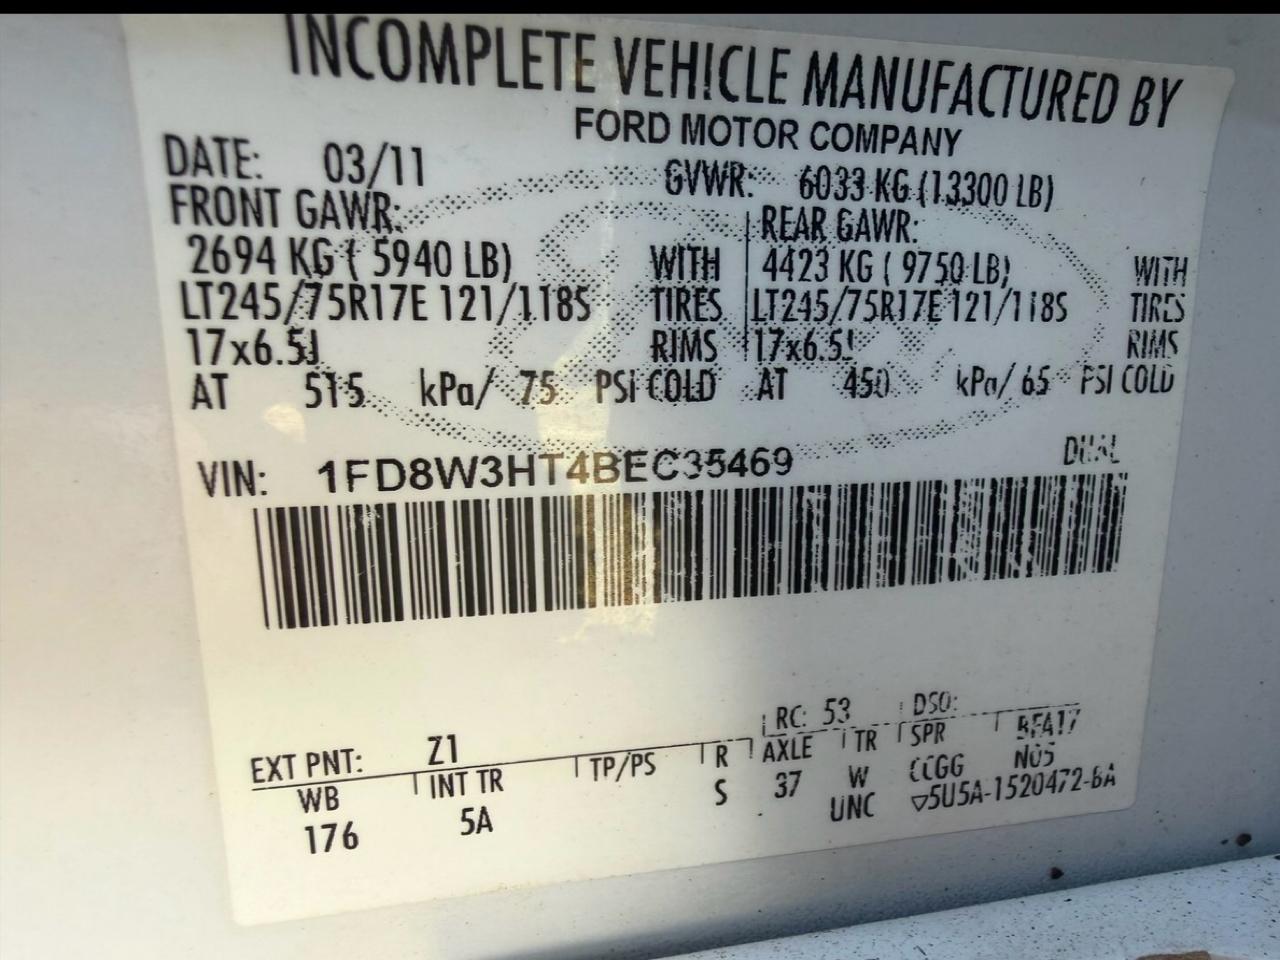 INCOMPLETE VEHICLE MANUFACTURED BY
FORD MOTOR COMPANY
DATE: 03/11 GVWR: 6033 KG (13300 LB)
FRONT GAWR: REAR GAWR:
2694 KG ( 5940 LB) WITH 4423 KG ( 9750 LB) WITH
LT245/75R17E 121/118S TIRES LT245/75R17E 121/118S TIRES
17x6.5J RIMS 17x6.5J RIMS
AT 515 kPa/ 75 PSI COLD AT 450 kPa/ 65 PSI COLD
DUAL
VIN: 1FD8W3HT4BEC35469
EXT PNT: Z1 RC: 53 DSO:
WB INT TR TP/PS R AXLE TR SPR
176 5A S 37 W CCGG N05
UNC ▽5U5A-1520472-BA